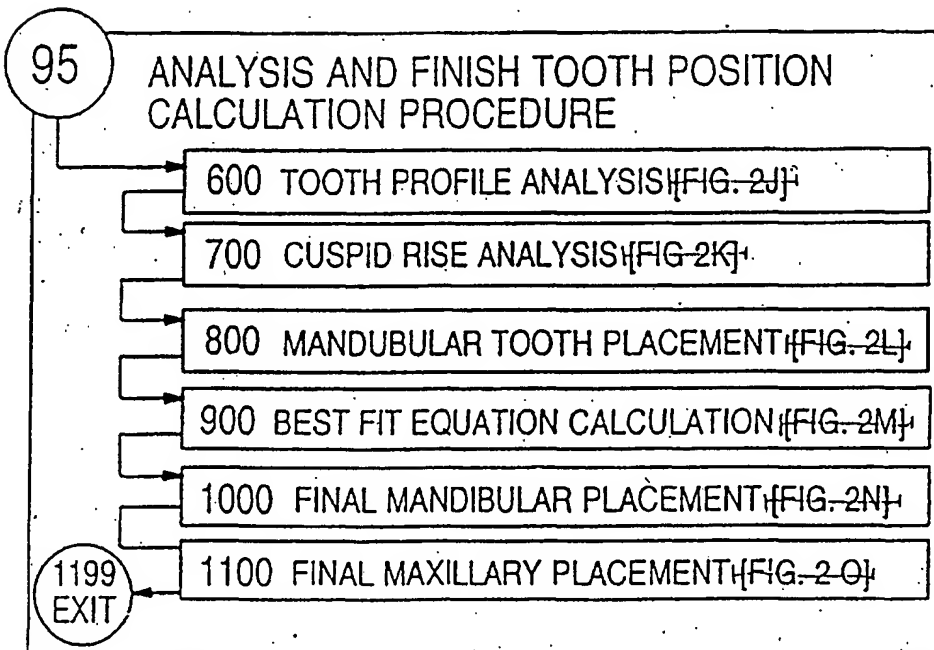 95
ANALYSIS AND FINISH TOOTH POSITION
CALCULATION PROCEDURE
600 TOOTH PROFILE ANALYSIS [FIG. 2J]
700 CUSPID RISE ANALYSIS [FIG 2K]
800 MANDUBULAR TOOTH PLACEMENT [FIG. 2L]
900 BEST FIT EQUATION CALCULATION [FIG. 2M]
1000 FINAL MANDIBULAR PLACEMENT [FIG. 2N]
1100 FINAL MAXILLARY PLACEMENT [FIG. 2 O]
1199
EXIT